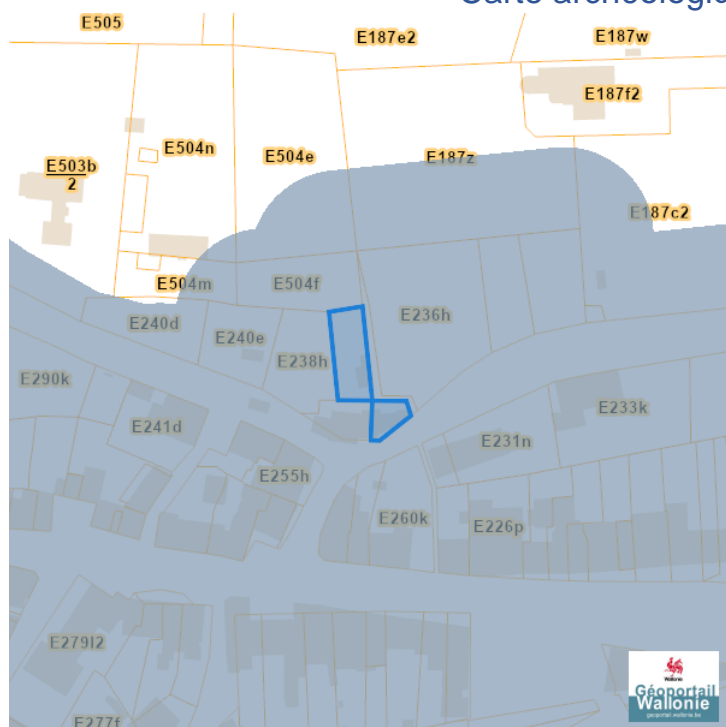 Carte archéologi
E505
E187e2
E187w
E187f2
E504n
E504e
E187z
E503b
2
E187c2
E504m
E504f
E240d
E240e
E236h
E238h
E290k
E241d
E233k
E231n
E255h
E260k
E226p
E279l2
E277f
Wallonie
Géoportail
Wallonie
geoportail.wallonie.be